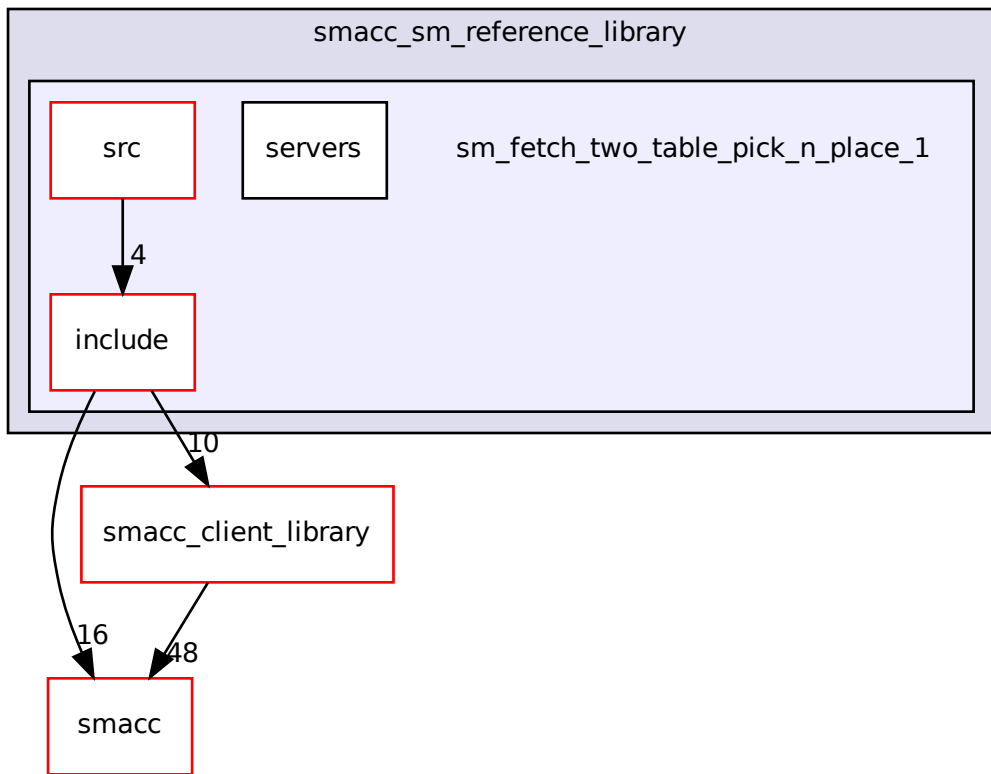 smacc_sm_reference_library
src
servers
sm_fetch_two_table_pick_n_place_1
4
include
10
smacc_client_library
16
48
smacc